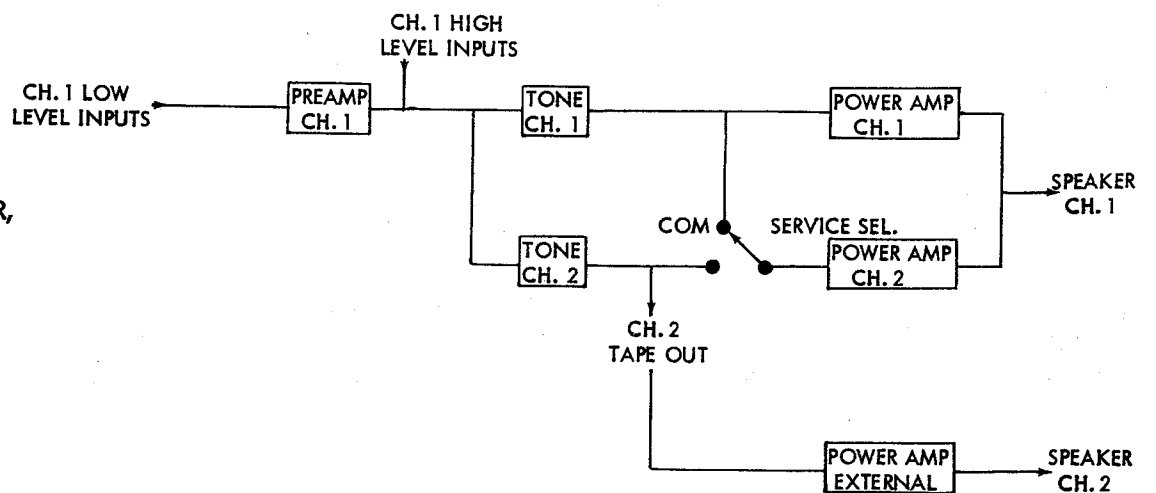 CH. 1 HIGH
LEVEL INPUTS
CH. 1 LOW
LEVEL INPUTS
PREAMP
CH. 1
TONE
CH. 1
POWER AMP
CH. 1
SPEAKER
CH. 1
R,
COM
SERVICE SEL.
TONE
CH. 2
POWER AMP
CH. 2
CH. 2
TAPE OUT
POWER AMP
EXTERNAL
SPEAKER
CH. 2